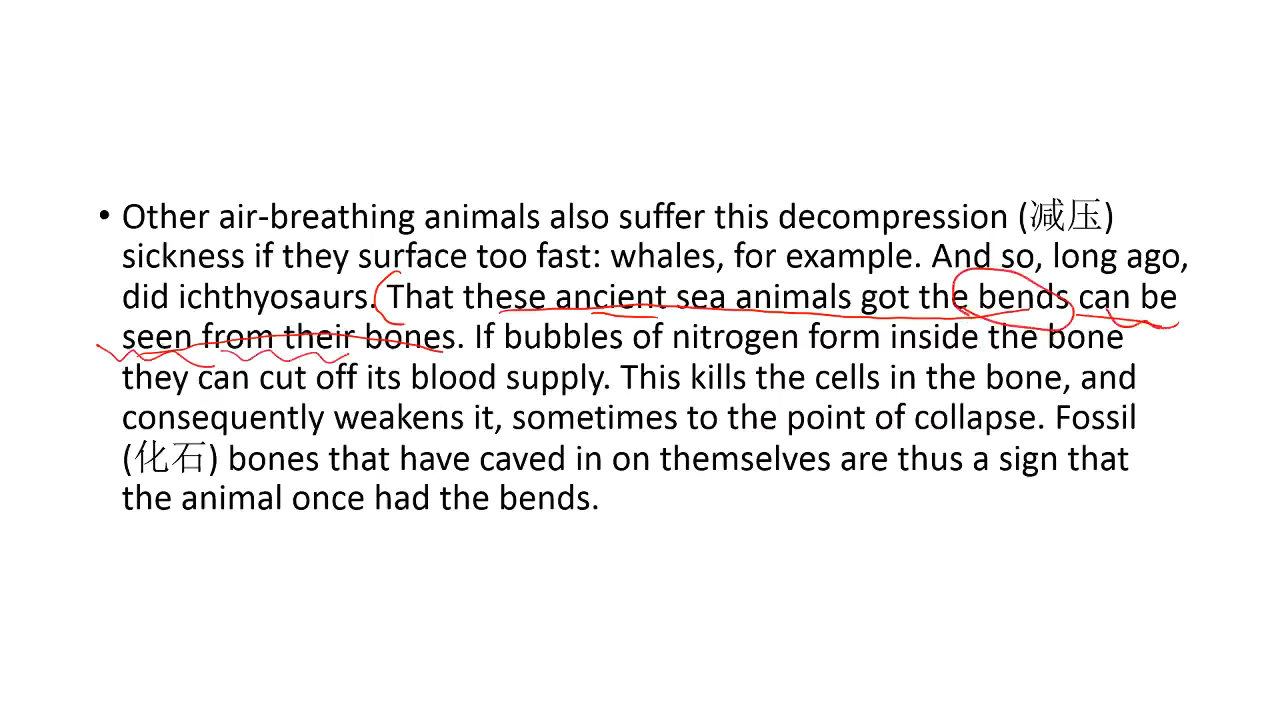 • Other air-breathing animals also suffer this decompression (减压)
sickness if they surface too fast: whales, for example. And so, long ago,
did ichthyosaurs. That these ancient sea animals got the bends can be
seen from their bones. If bubbles of nitrogen form inside the bone
they can cut off its blood supply. This kills the cells in the bone, and
consequently weakens it, sometimes to the point of collapse. Fossil
(化石) bones that have caved in on themselves are thus a sign that
the animal once had the bends.